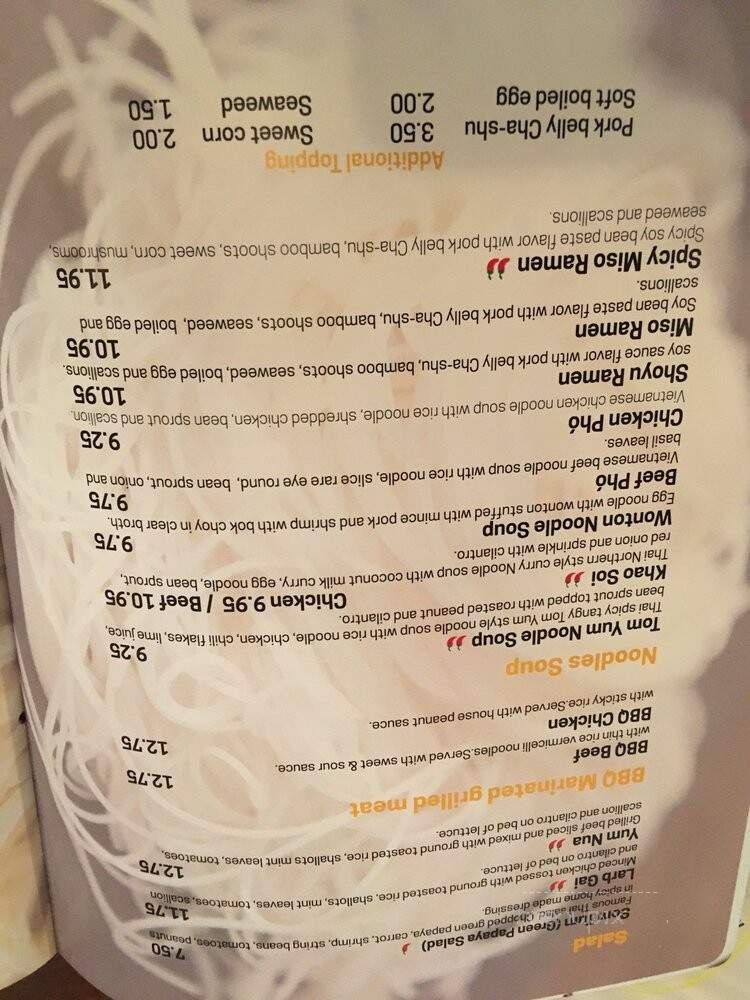 Salad
Som Tum (Green Papaya Salad) 7.50
Famous Thai salad. Chopped green papaya, carrot, shrimp, string beans, tomatoes, peanuts
in spicy home made dressing.
Larb Gai 11.75
Minced chicken tossed with ground toasted rice, shallots, mint leaves, tomatoes, scallion
and cilantro on bed of lettuce.
Yum Nua 12.75
Grilled beef sliced and mixed with ground toasted rice, shallots mint leaves, tomatoes,
scallion and cilantro on bed of lettuce.
BBQ Marinated grilled meat
BBQ Beef 12.75
with thin rice vermicelli noodles.Served with sweet & sour sauce.
BBQ Chicken 12.75
with sticky rice.Served with house peanut sauce.
Noodles Soup
Tom Yum Noodle Soup 9.25
Thai spicy tangy Tom Yum style noodle soup with rice noodle, chicken, chili flakes, lime juice,
bean sprout topped with roasted peanut and cilantro.
Khao Soi Chicken 9.95 / Beef 10.95
Thai Northern style curry Noodle soup with coconut milk curry, egg noodle, bean sprout,
red onion and sprinkle with cilantro.
Wonton Noodle Soup 9.75
Egg noodle with wonton stuffed with mince pork and shrimp with bok choy in clear broth.
Beef Phó 9.75
Vietnamese beef noodle soup with rice noodle, slice rare eye round, bean sprout, onion and
basil leaves.
Chicken Phó 9.25
Vietnamese chicken noodle soup with rice noodle, shredded chicken, bean sprout and scallion.
Shoyu Ramen 10.95
soy sauce flavor with pork belly Cha-shu, bamboo shoots, seaweed, boiled egg and scallions.
Miso Ramen 10.95
Soy bean paste flavor with pork belly Cha-shu, bamboo shoots, seaweed, boiled egg and
scallions.
Spicy Miso Ramen 11.95
Spicy soy bean paste flavor with pork belly Cha-shu, bamboo shoots, sweet corn, mushrooms,
seaweed and scallions.
Additional Topping
Pork belly Cha-shu 3.50 Sweet corn 2.00
Soft boiled egg 2.00 Seaweed 1.50